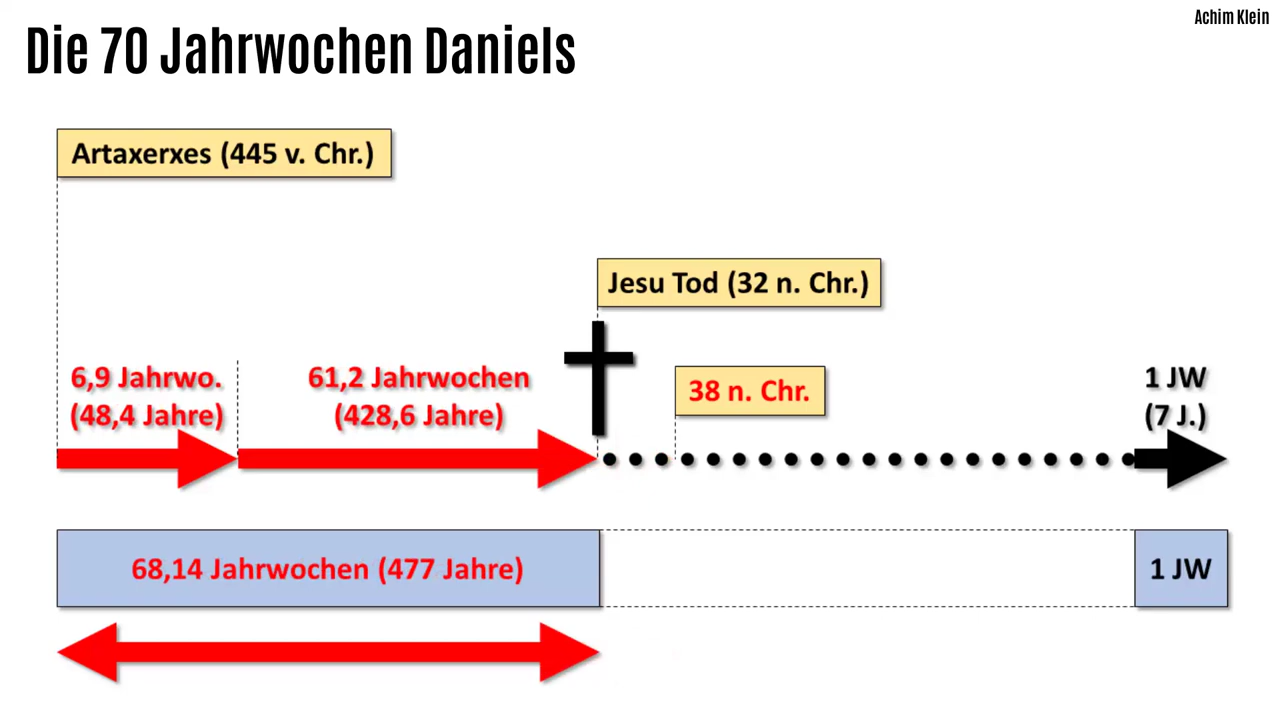 Achim Klein
Die 70 Jahrwochen Daniels
Artaxerxes (445 v. Chr.)
Jesu Tod (32 n. Chr.)
6,9 Jahrwo.
(48,4 Jahre)
61,2 Jahrwochen
(428,6 Jahre)
38 n. Chr.
1 JW
(7 J.)
68,14 Jahrwochen (477 Jahre)
1 JW